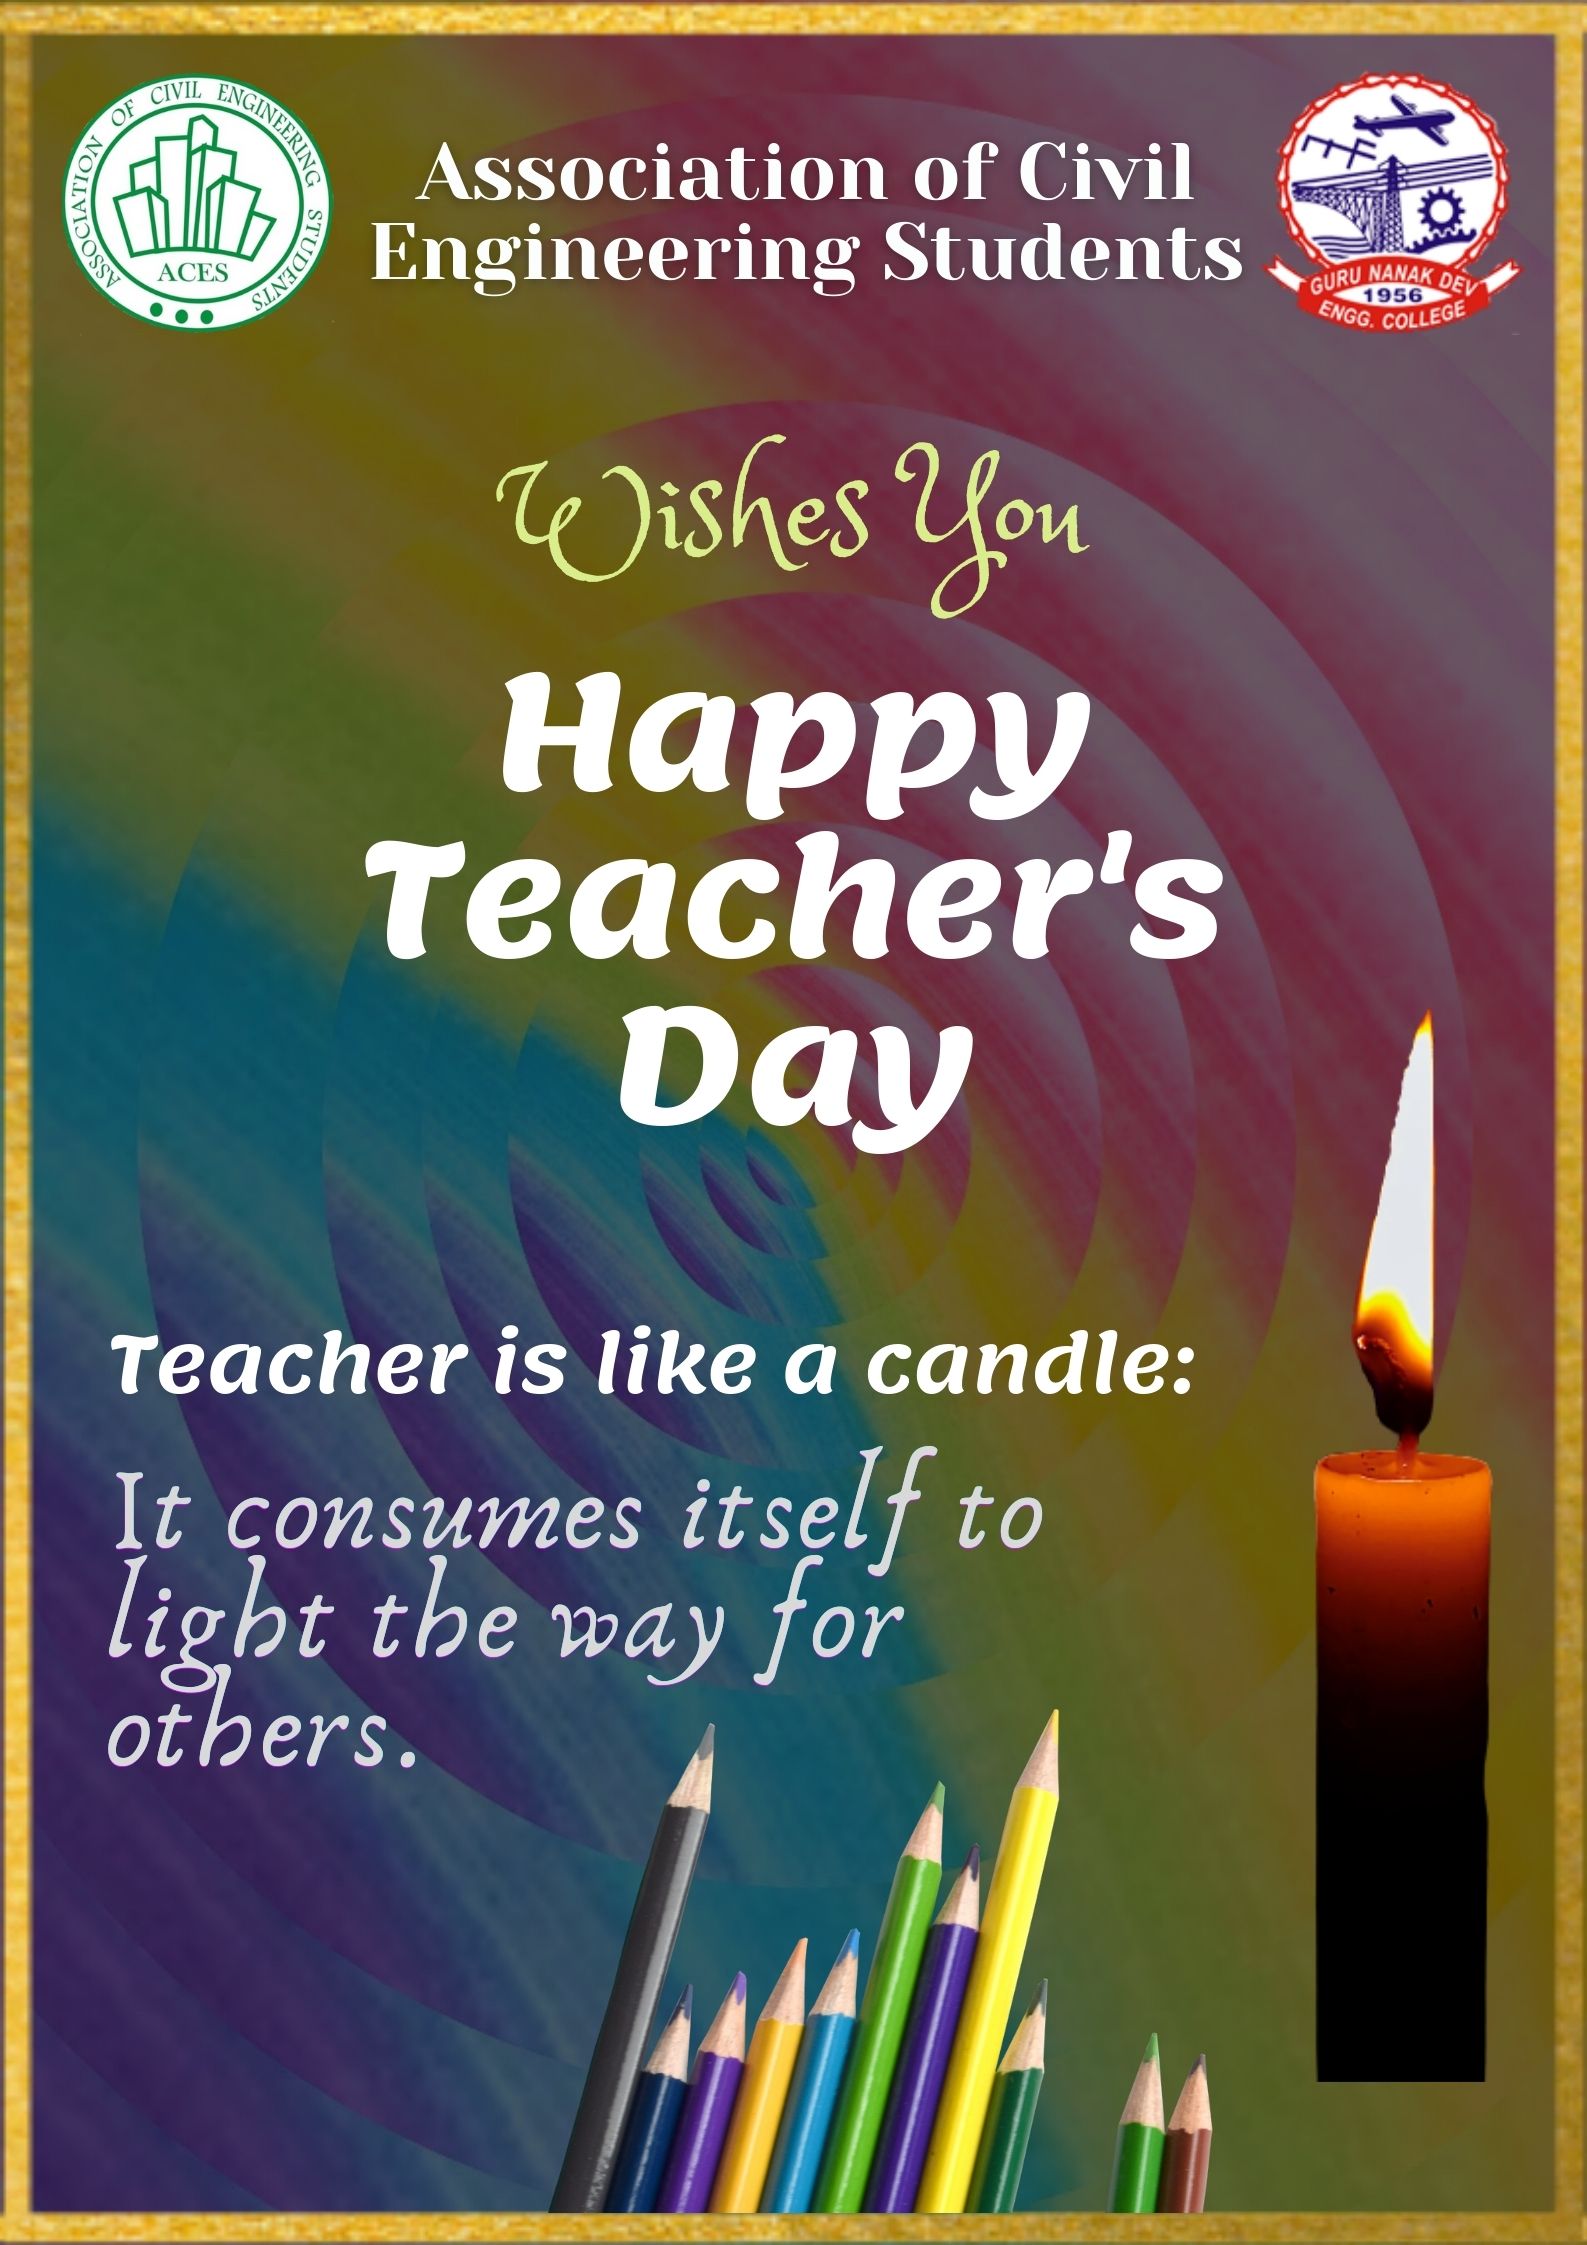 ASSOCIATION OF CIVIL ENGINEERING STUDENTS
ACES
Association of Civil
Engineering Students
GURU NANAK DEV
1956
ENGG. COLLEGE
Wishes You
Happy
Teacher's
Day
Teacher is like a candle:
It consumes itself to
light the way for
others.